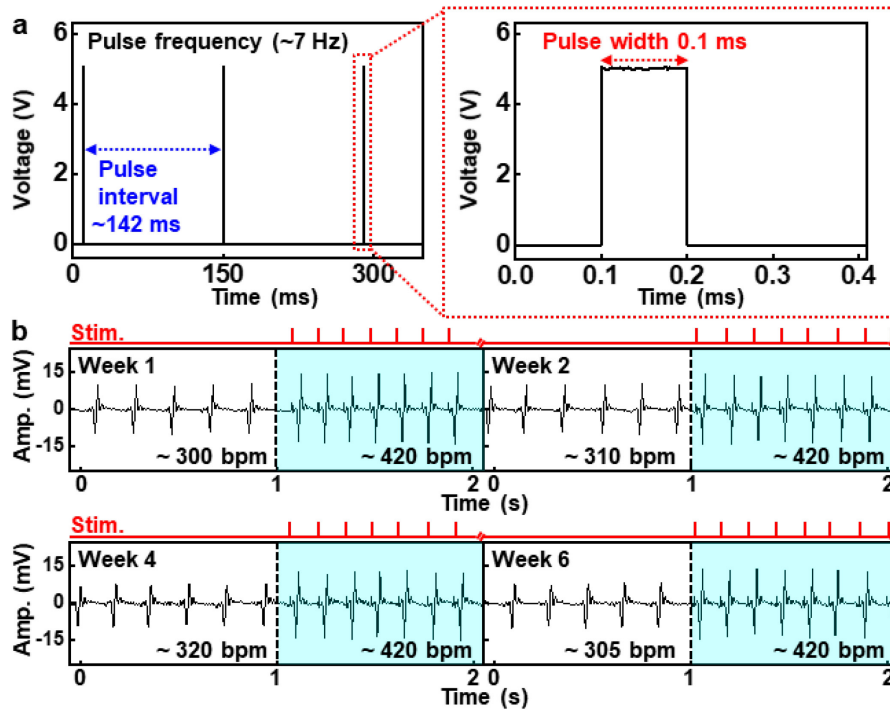 a
Pulse frequency (~7 Hz)
Voltage (V)
6
4
2
0
Pulse
interval
~142 ms
0
150
300
Time (ms)
Pulse width 0.1 ms
Voltage (V)
6
4
2
0
0.0
0.1
0.2
0.3
0.4
Time (ms)
b
Stim.
Amp. (mV)
15
0
-15
Week 1
~ 300 bpm
~ 420 bpm
Week 2
~ 310 bpm
~ 420 bpm
0
1
2
0
1
2
Time (s)
Time (s)
Stim.
Amp. (mV)
15
0
-15
Week 4
~ 320 bpm
~ 420 bpm
Week 6
~ 305 bpm
~ 420 bpm
0
1
2
0
1
2
Time (s)
Time (s)